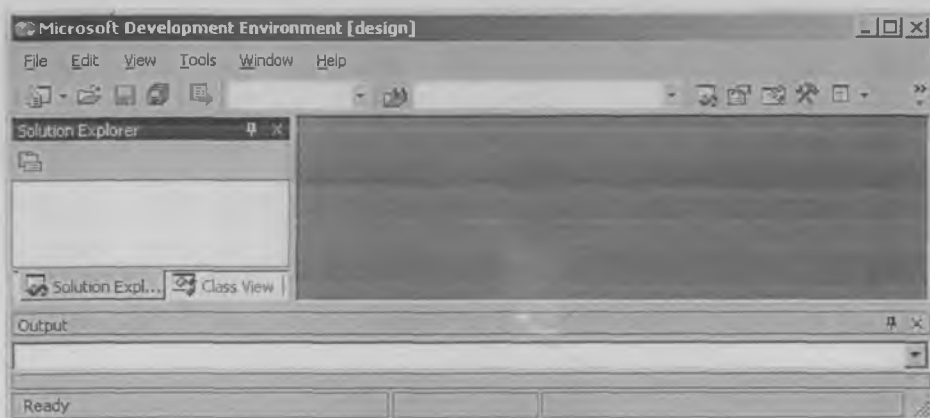 Microsoft Development Environment [design]
File Edit View Tools Window Help
Solution Explorer
Solution Expl... Class View
Output
Ready